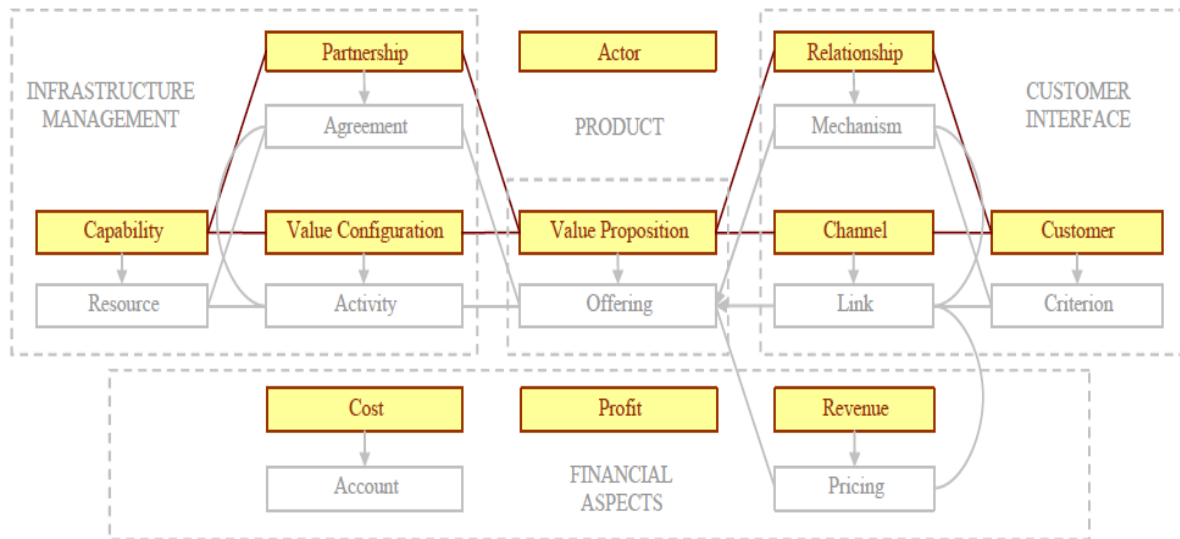 Partnership
Actor
Relationship
INFRASTRUCTURE
MANAGEMENT
CUSTOMER
INTERFACE
Agreement
PRODUCT
Mechanism
Capability
Value Configuration
Value Proposition
Channel
Customer
Resource
Activity
Offering
Link
Criterion
Cost
Profit
Revenue
Account
FINANCIAL
ASPECTS
Pricing